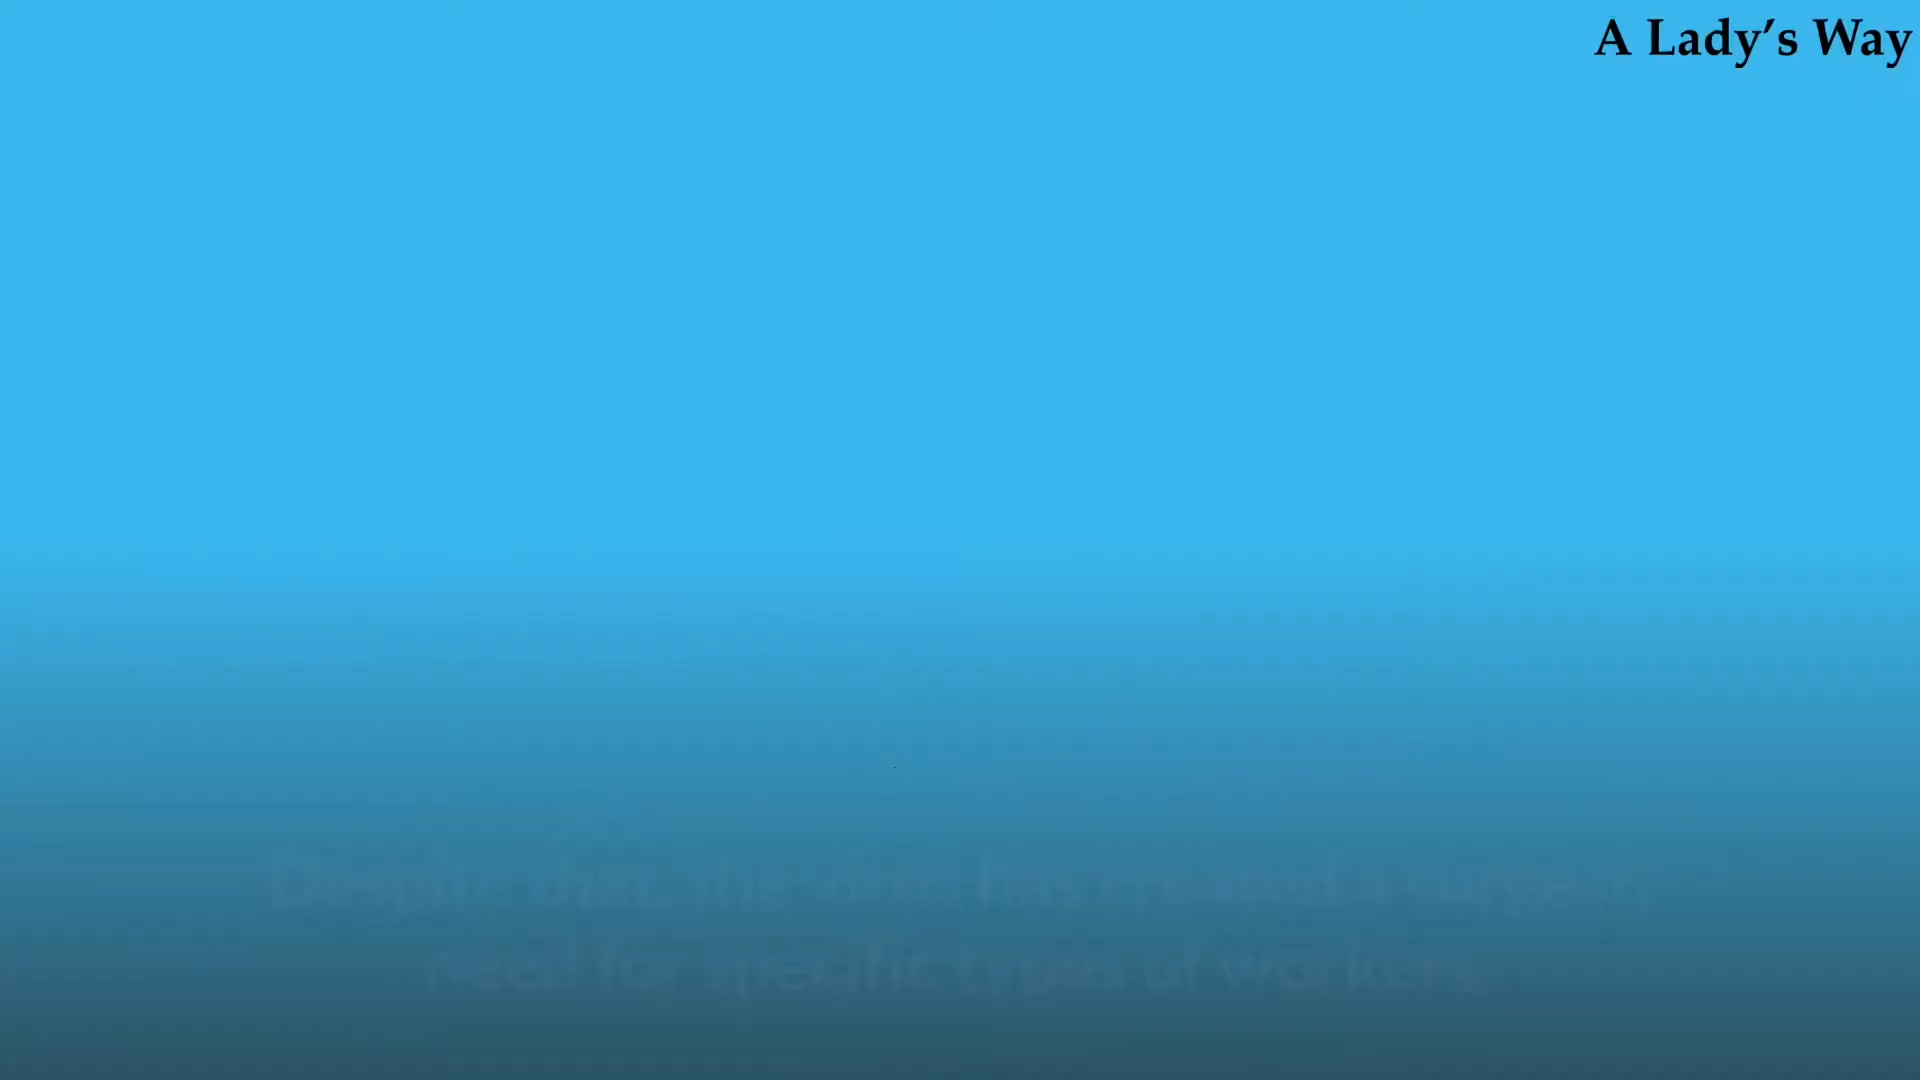 A Lady’s Way
Despite that, the virus has created a surge in
need for specific types of workers.